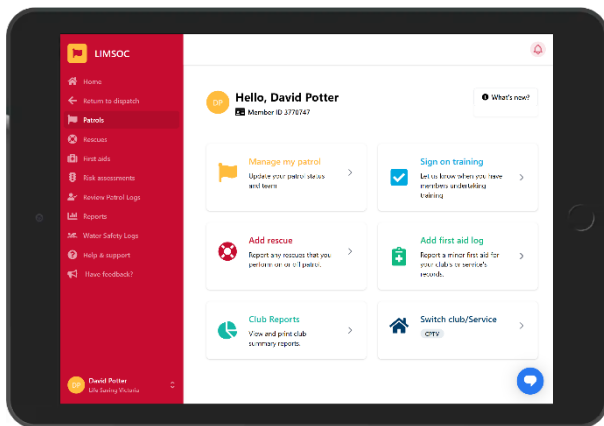 LIMSOC
Home
Return to dispatch
Patrols
Rescues
First aids
Risk assessments
Review Patrol Logs
Reports
Water Safety Logs
Help & support
Have feedback?
DP
David Potter
Life Saving Victoria
DP
Hello, David Potter
Member ID 3770747
What's new?
Manage my patrol
Update your patrol status
and team
Sign on training
Let us know when you have
members undertaking
training
Add rescue
Report any rescues that you
perform on or off patrol.
Add first aid log
Report a minor first aid for
your club's or service's
records.
Club Reports
View and print club
summary reports.
Switch club/Service
CPTV